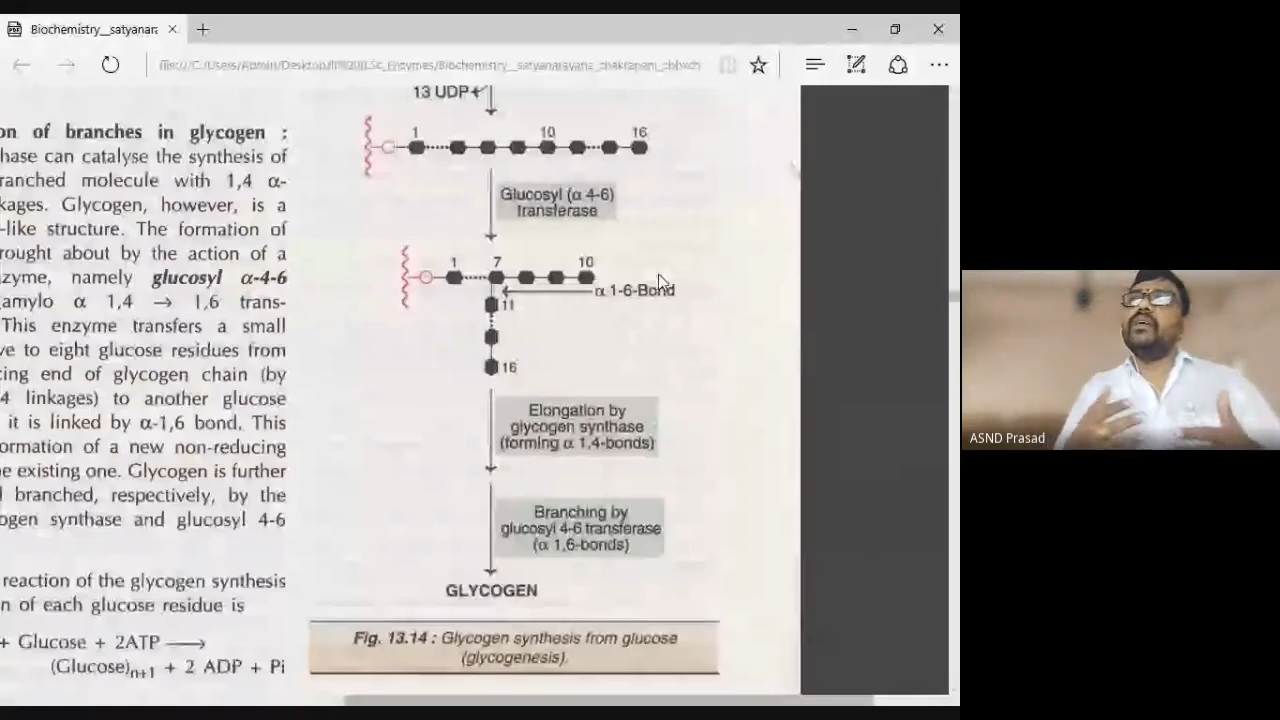 Biochemistry_satyanara
13 UDP
on of branches in glycogen :
hase can catalyse the synthesis of
ranched molecule with 1,4 α-
kages. Glycogen, however, is a
-like structure. The formation of
rought about by the action of a
nzyme, namely glucosyl α-4-6
gamylo α 1,4 → 1,6 trans-
This enzyme transfers a small
ve to eight glucose residues from
cing end of glycogen chain (by
4 linkages) to another glucose
it is linked by α-1,6 bond. This
ormation of a new non-reducing
ne existing one. Glycogen is further
d branched, respectively, by the
ogen synthase and glucosyl 4-6
reaction of the glycogen synthesis
n of each glucose residue is
+ Glucose + 2ATP ⟶
(Glucose)n+1 + 2 ADP + Pi
1 10 16
Glucosyl (α 4-6)
transferase
1 7 10
α 1-6-Bond
11
16
Elongation by
glycogen synthase
(forming α 1,4-bonds)
Branching by
glucosyl 4-6 transferase
(α 1,6-bonds)
GLYCOGEN
Fig. 13.14 : Glycogen synthesis from glucose
(glycogenesis).
ASND Prasad